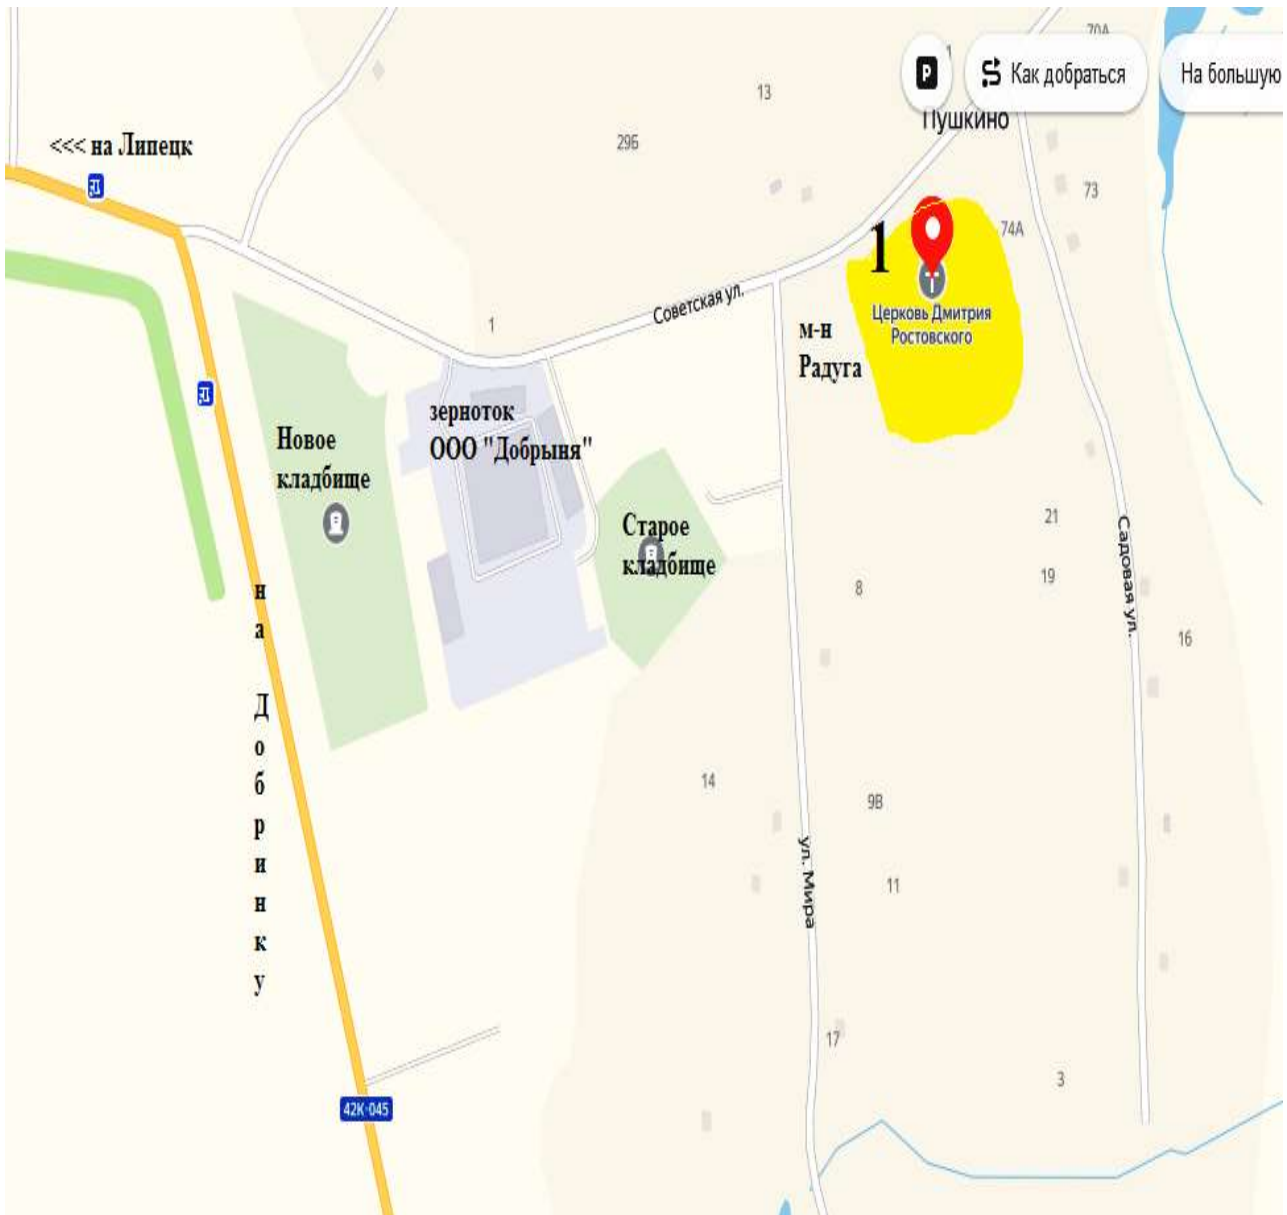 70А
1
Как добраться
На большую
13
Пушкино
29Б
<<< на Липецк
73
74А
1
Советская ул.
Церковь Дмитрия
Ростовского
1
м-н
Радуга
зерноток
ООО "Добрыня"
Новое
кладбище
Старое
кладбище
21
19
Садовая ул.
8
16
на Добринку
14
9В
ул. Мира
11
17
3
42К-045